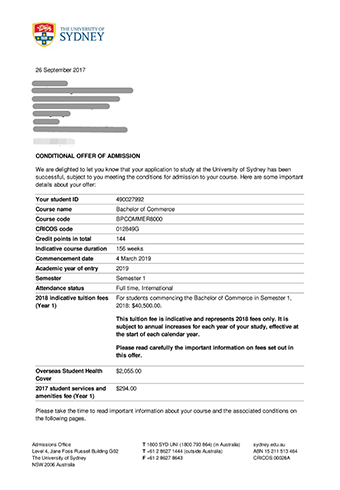 THE UNIVERSITY OF
SYDNEY
26 September 2017
CONDITIONAL OFFER OF ADMISSION
We are delighted to let you know that your application to study at the University of Sydney has been
successful, subject to you meeting the conditions for admission to your course. Here are some important
details about your offer:
Your student ID 490027992
Course name Bachelor of Commerce
Course code BPCOMMER8000
CRICOS code 012849G
Credit points in total 144
Indicative course duration 156 weeks
Commencement date 4 March 2019
Academic year of entry 2019
Semester Semester 1
Attendance status Full time, International
2018 indicative tuition fees For students commencing the Bachelor of Commerce in Semester 1,
(Year 1) 2018: $40,500.00.
This tuition fee is indicative and represents 2018 fees only. It is
subject to annual increases for each year of your study, effective at
the start of each calendar year.
Please read carefully the important information on fees set out in
this offer.
Overseas Student Health $2,055.00
Cover
2017 student services and $294.00
amenities fee (Year 1)
Please take the time to read important information about your course and the associated conditions on
the following pages.
Admissions Office T 1800 SYD UNI (1800 793 864) (in Australia) sydney.edu.au
Level 4, Jane Foss Russell Building G02 T +61 2 8627 1444 (outside Australia) ABN 15 211 513 464
The University of Sydney F +61 2 8627 8643 CRICOS 00026A
NSW 2006 Australia